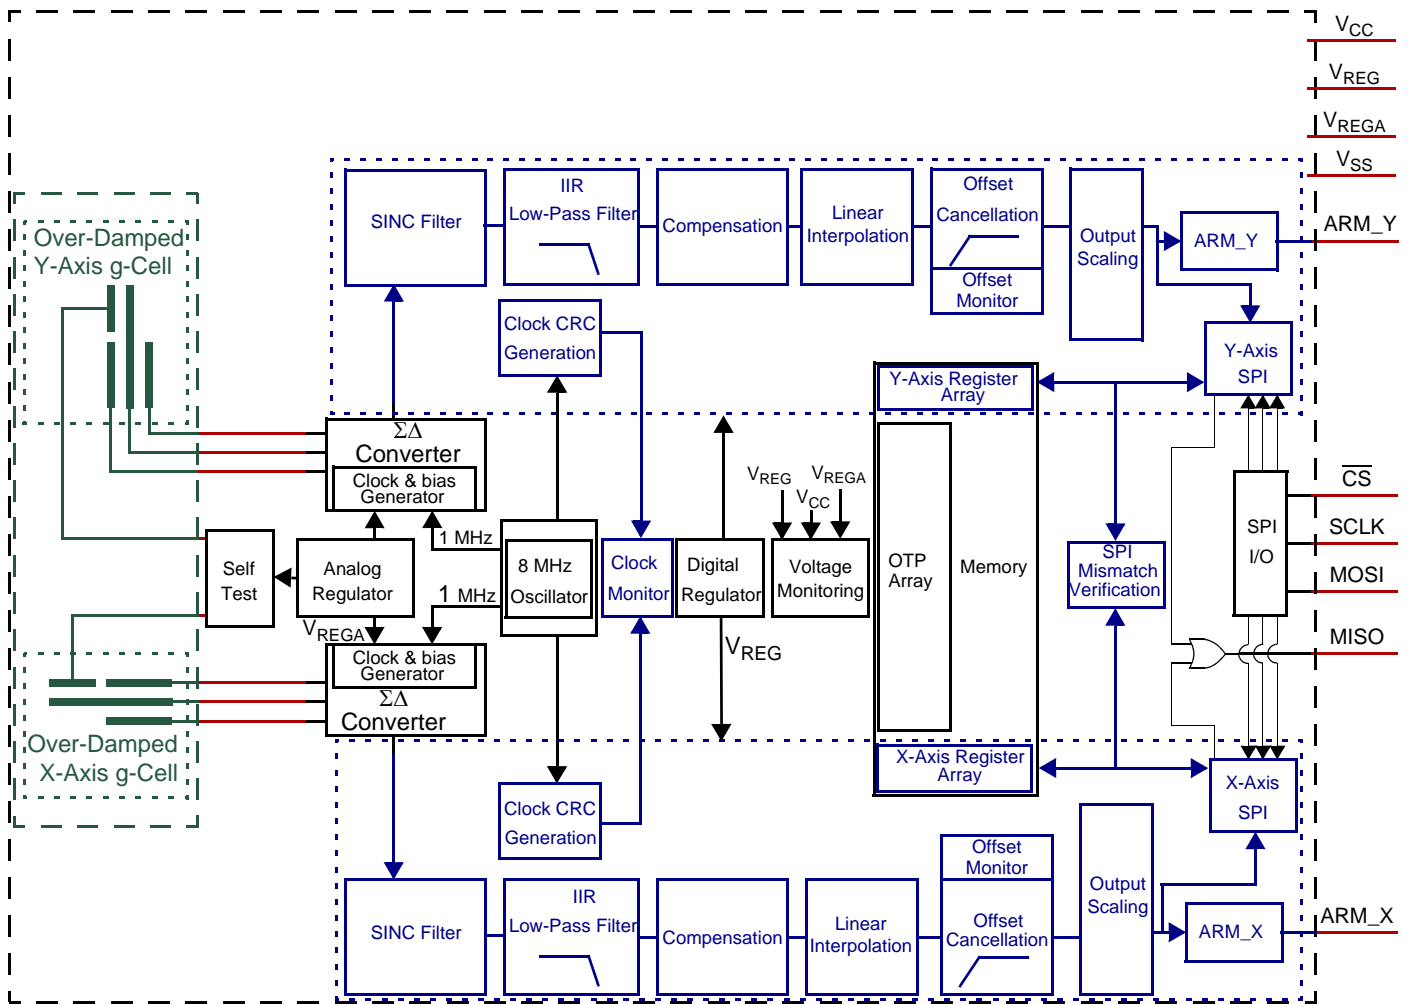 VCC
VREG
VREGA
VSS
ARM_Y
Over-Damped
Y-Axis g-Cell
SINC Filter
IIR
Low-Pass Filter
Compensation
Linear
Interpolation
Offset
Cancellation
Offset
Monitor
Output
Scaling
ARM_Y
Clock CRC
Generation
Y-Axis
SPI
Y-Axis Register
Array
ΣΔ
Converter
Clock & bias
Generator
1 MHz
VREG
VCC
VREGA
CS
SCLK
MOSI
MISO
SPI
I/O
Self
Test
Analog
Regulator
VREGA
8 MHz
Oscillator
1 MHz
Clock
Monitor
Digital
Regulator
VREG
Voltage
Monitoring
OTP
Array
Memory
SPI
Mismatch
Verification
Clock & bias
Generator
ΣΔ
Converter
Over-Damped
X-Axis g-Cell
X-Axis Register
Array
X-Axis
SPI
Clock CRC
Generation
SINC Filter
IIR
Low-Pass Filter
Compensation
Linear
Interpolation
Offset
Monitor
Offset
Cancellation
Output
Scaling
ARM_X
ARM_X